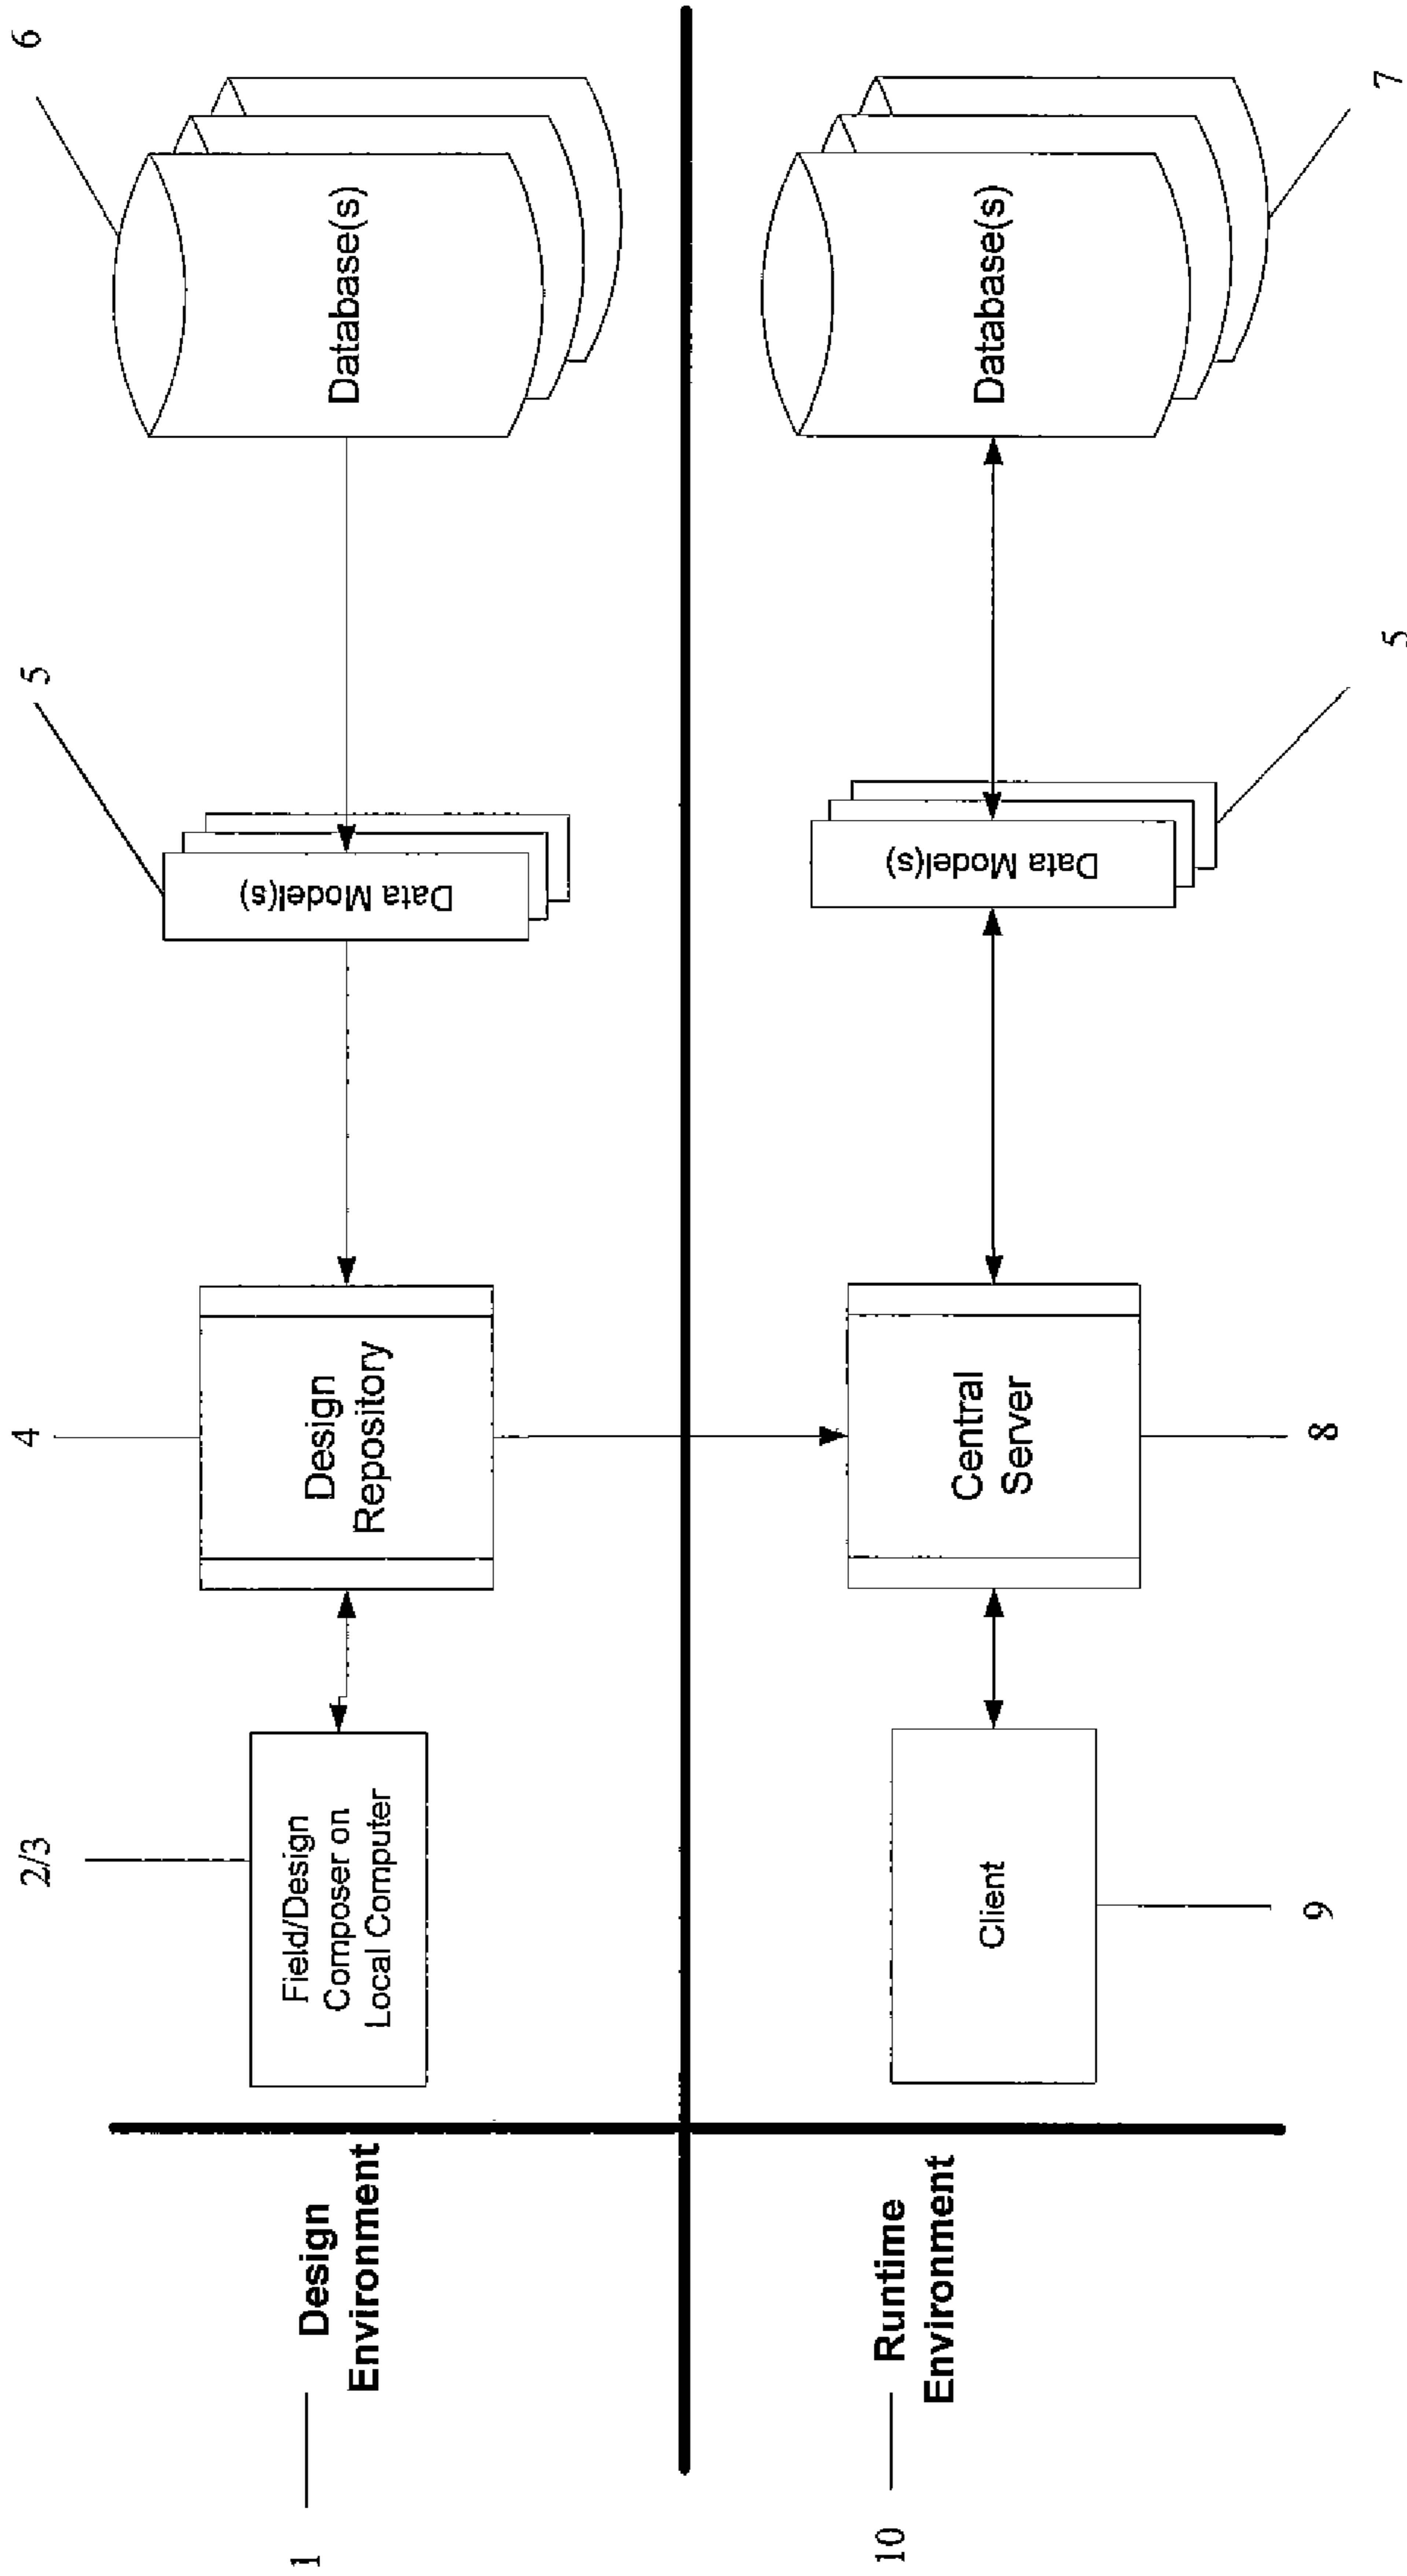 1
Design
Environment
2/3
Field/Design
Composer on
Local Computer
4
Design
Repository
5
Data Model(s)
6
Database(s)
10
Runtime
Environment
Client
9
Central
Server
8
Data Model(s)
5
Database(s)
7